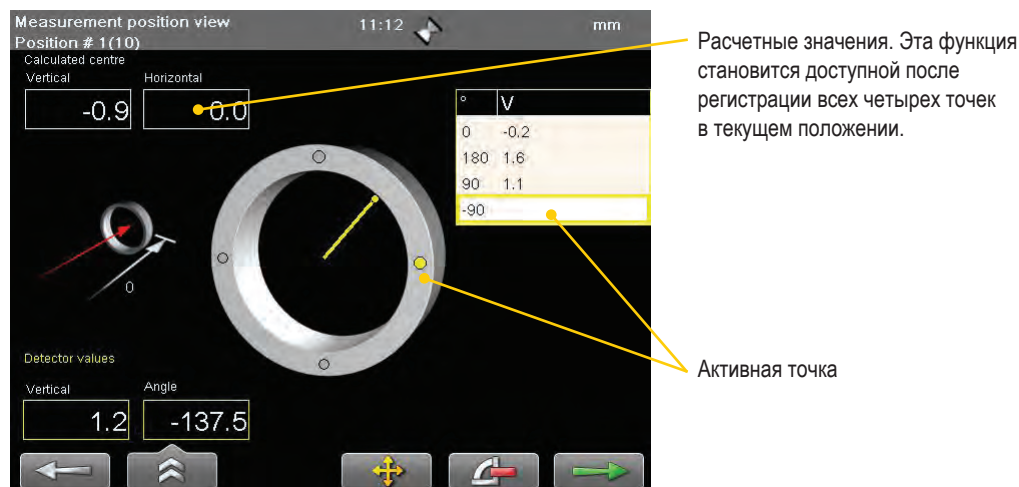 Measurement position view
11:12
mm
Position # 1(10)
Calculated centre
Vertical
Horizontal
-0.9
0.0
° V
0 -0.2
180 1.6
90 1.1
-90
0
Detector values
Vertical
Angle
1.2
-137.5
Расчетные значения. Эта функция
становится доступной после
регистрации всех четырех точек
в текущем положении.
Активная точка